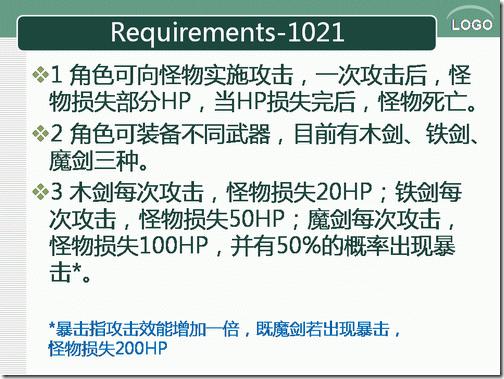 Requirements-1021
LOGO
1 角色可向怪物实施攻击，一次攻击后，怪
物损失部分HP，当HP损失完后，怪物死亡。
2 角色可装备不同武器，目前有木剑、铁剑、
魔剑三种。
3 木剑每次攻击，怪物损失20HP；铁剑每
次攻击，怪物损失50HP；魔剑每次攻击，
怪物损失100HP，并有50%的概率出现暴
击*。
*暴击指攻击效能增加一倍，既魔剑若出现暴击，
怪物损失200HP